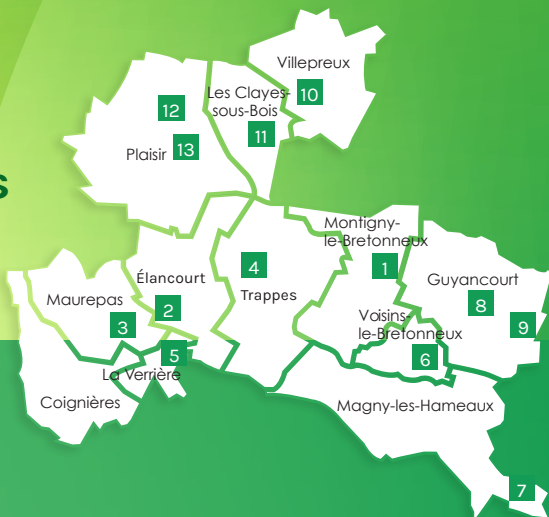 Villepreux
10
Les Clayes-
sous-Bois
11
12
Plaisir 13
s
Montigny-
le-Bretonneux
1
4
Trappes
Élancourt
2
Guyancourt
8
9
Maurepas
3
Voisins-
le-Bretonneux
6
5
La Verrière
Coignières
Magny-les-Hameaux
7